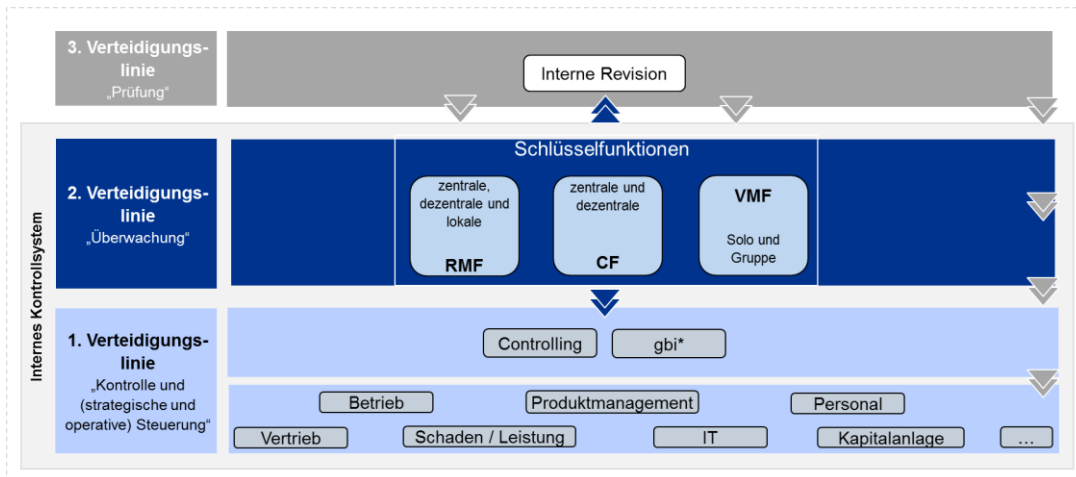 3. Verteidigungs-
linie
„Prüfung“
Interne Revision
Internes Kontrollsystem
2. Verteidigungs-
linie
„Überwachung“
Schlüsselfunktionen
zentrale,
dezentrale und
lokale
RMF
zentrale und
dezentrale
CF
VMF
Solo und
Gruppe
1. Verteidigungs-
linie
„Kontrolle und
(strategische und
operative) Steuerung“
Controlling
gbi*
Betrieb
Produktmanagement
Personal
Vertrieb
Schaden / Leistung
IT
Kapitalanlage
…